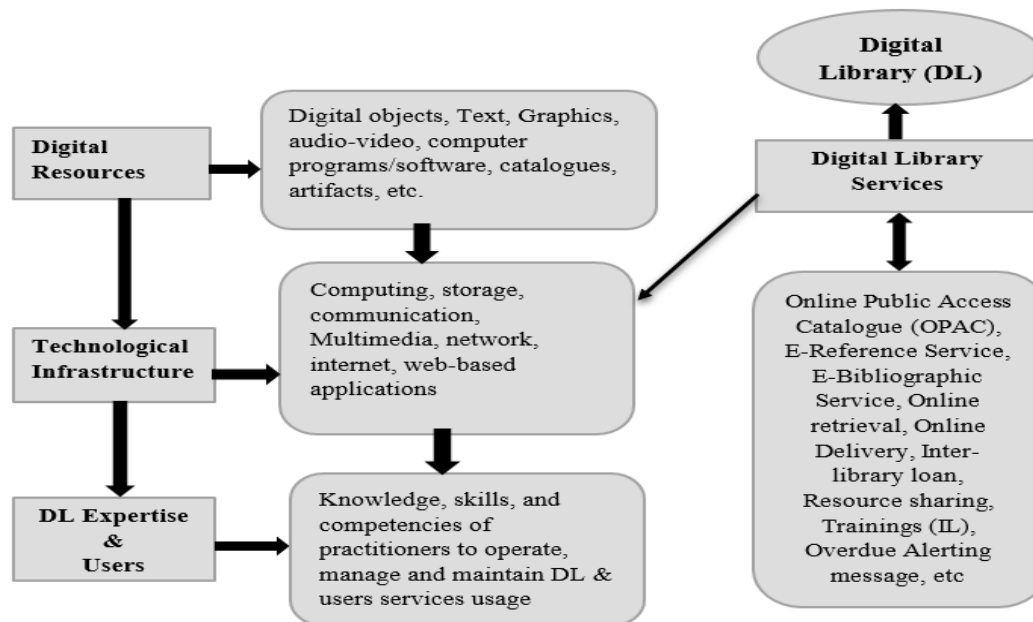 Digital
Library (DL)
Digital
Resources
Digital objects, Text, Graphics,
audio-video, computer
programs/software, catalogues,
artifacts, etc.
Digital Library
Services
Technological
Infrastructure
Computing, storage,
communication,
Multimedia, network,
internet, web-based
applications
Online Public Access
Catalogue (OPAC),
E-Reference Service,
E-Bibliographic
Service, Online
retrieval, Online
Delivery, Inter-
library loan,
Resource sharing,
Trainings (IL),
Overdue Alerting
message, etc
DL Expertise
&
Users
Knowledge, skills, and
competencies of
practitioners to operate,
manage and maintain DL &
users services usage